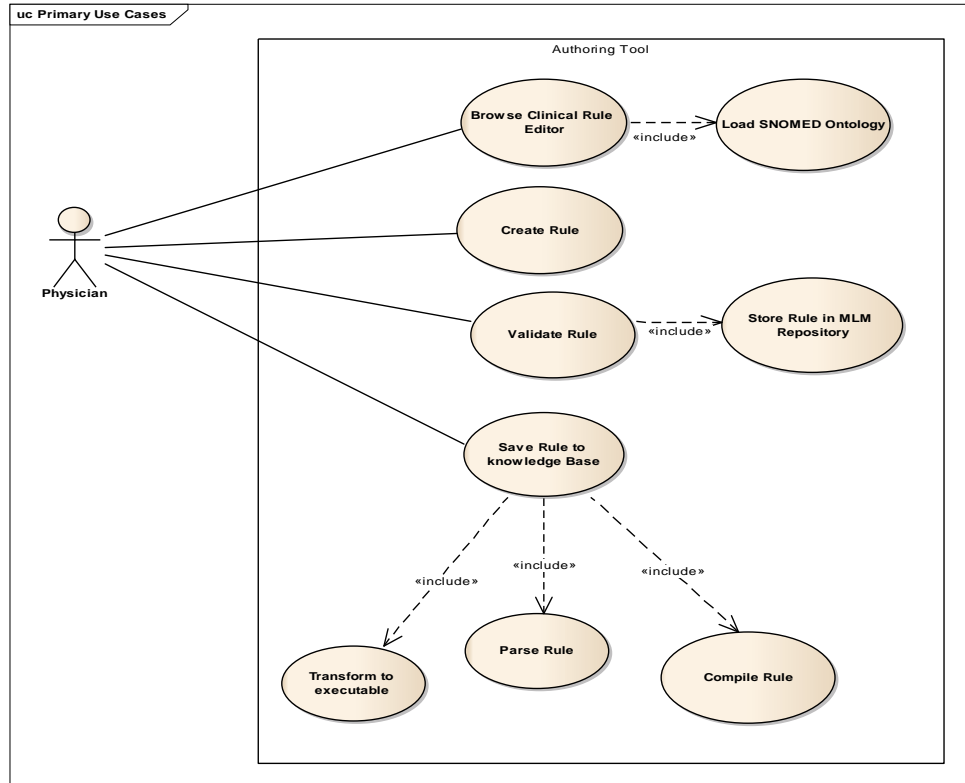 uc Primary Use Cases
Authoring Tool
Browse Clinical Rule
Editor
«include»
Load SNOMED Ontology
Create Rule
Physician
Validate Rule
«include»
Store Rule in MLM
Repository
Save Rule to
knowledge Base
«include»
«include»
«include»
Transform to
executable
Parse Rule
Compile Rule